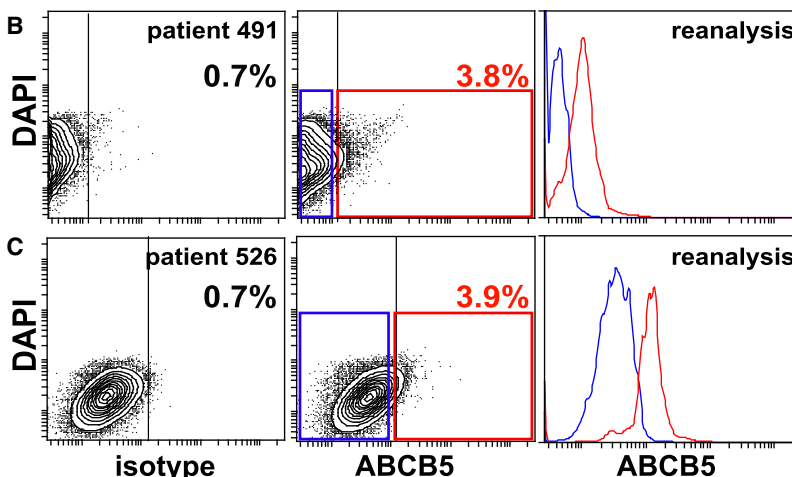 B
patient 491
0.7%
3.8%
reanalysis
DAPI
C
patient 526
0.7%
3.9%
reanalysis
DAPI
isotype
ABCB5
ABCB5